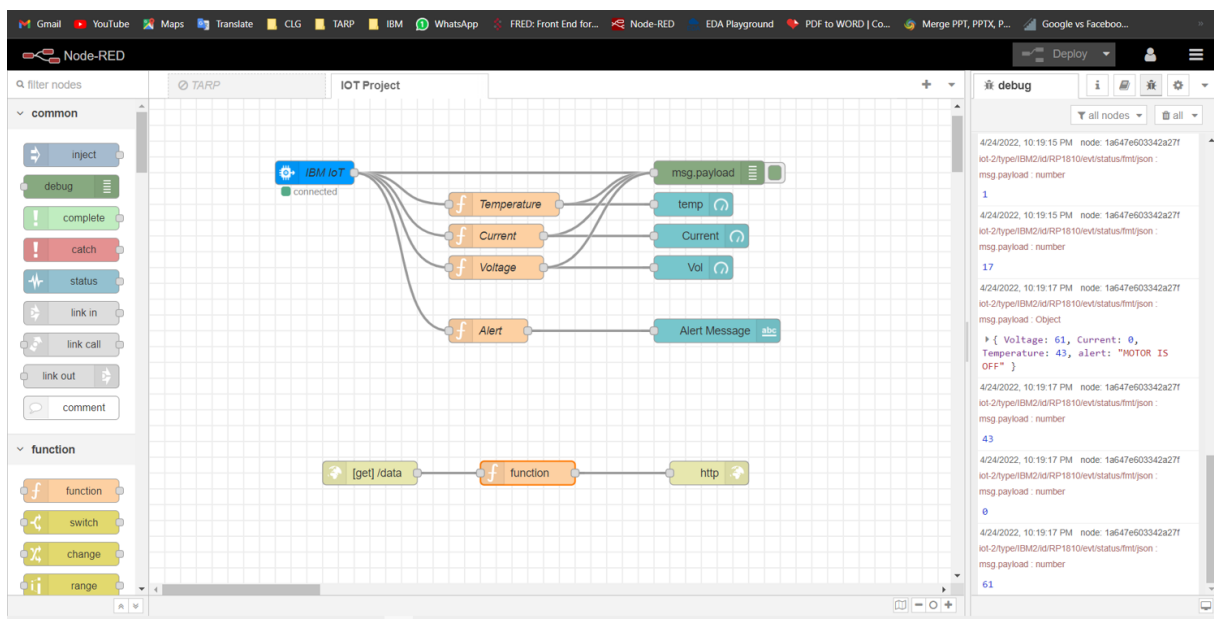 Gmail YouTube Maps Translate CLG TARP IBM WhatsApp FRED: Front End for... Node-RED EDA Playground PDF to WORD | Co... Merge PPT, PPTX, P... Google vs Faceboo... »
Node-RED Deploy
filter nodes
TARP IOT Project
debug i all nodes all
common
inject
debug
complete
catch
status
link in
link call
link out
comment
function
function
switch
change
range
IBM IoT
connected
msg.payload
Temperature
temp
Current
Current
Voltage
Vol
Alert
Alert Message abc
[get] /data
function
http
4/24/2022, 10:19:15 PM node: 1a647e603342a27f
iot-2/type/IBM2/id/RP1810/evt/status/fmt/json :
msg.payload : number
1
4/24/2022, 10:19:15 PM node: 1a647e603342a27f
iot-2/type/IBM2/id/RP1810/evt/status/fmt/json :
msg.payload : number
17
4/24/2022, 10:19:17 PM node: 1a647e603342a27f
iot-2/type/IBM2/id/RP1810/evt/status/fmt/json :
msg.payload : Object
{ Voltage: 61, Current: 0,
Temperature: 43, alert: "MOTOR IS
OFF" }
4/24/2022, 10:19:17 PM node: 1a647e603342a27f
iot-2/type/IBM2/id/RP1810/evt/status/fmt/json :
msg.payload : number
43
4/24/2022, 10:19:17 PM node: 1a647e603342a27f
iot-2/type/IBM2/id/RP1810/evt/status/fmt/json :
msg.payload : number
0
4/24/2022, 10:19:17 PM node: 1a647e603342a27f
iot-2/type/IBM2/id/RP1810/evt/status/fmt/json :
msg.payload : number
61